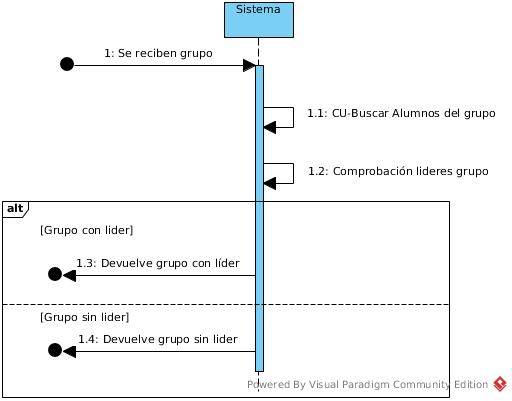 Sistema
1: Se reciben grupo
1.1: CU-Buscar Alumnos del grupo
1.2: Comprobación lideres grupo
alt
[Grupo con lider]
1.3: Devuelve grupo con líder
[Grupo sin lider]
1.4: Devuelve grupo sin lider
Powered By Visual Paradigm Community Edition